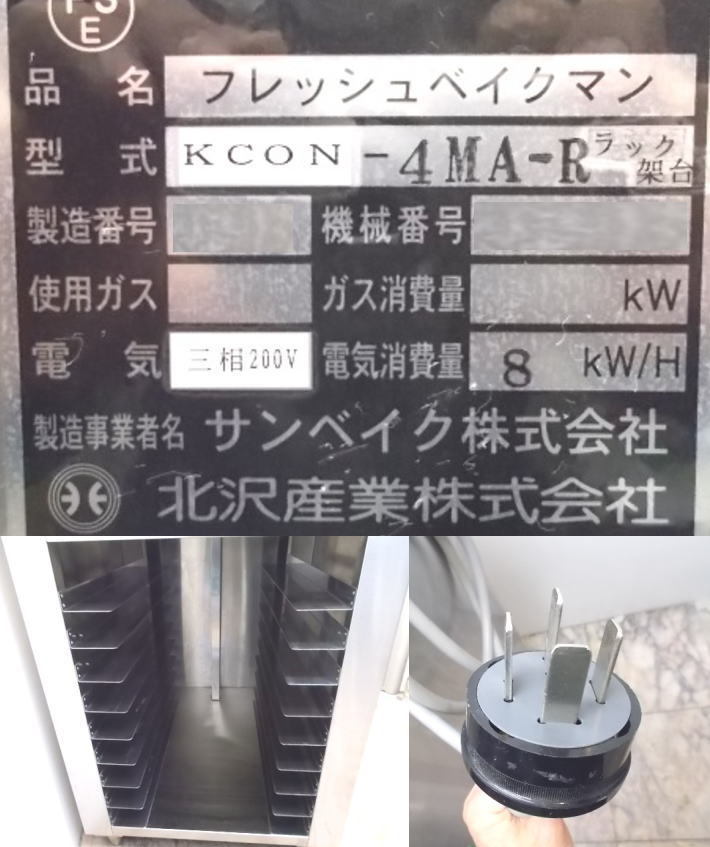 PS
E
品名 フレッシュベイクマン
型式 KCON-4MA-R ラック架台
製造番号 機械番号
使用ガス ガス消費量 kW
電気 三相200V 電気消費量 8 kW/H
製造事業者名 サンベイク株式会社
北沢産業株式会社